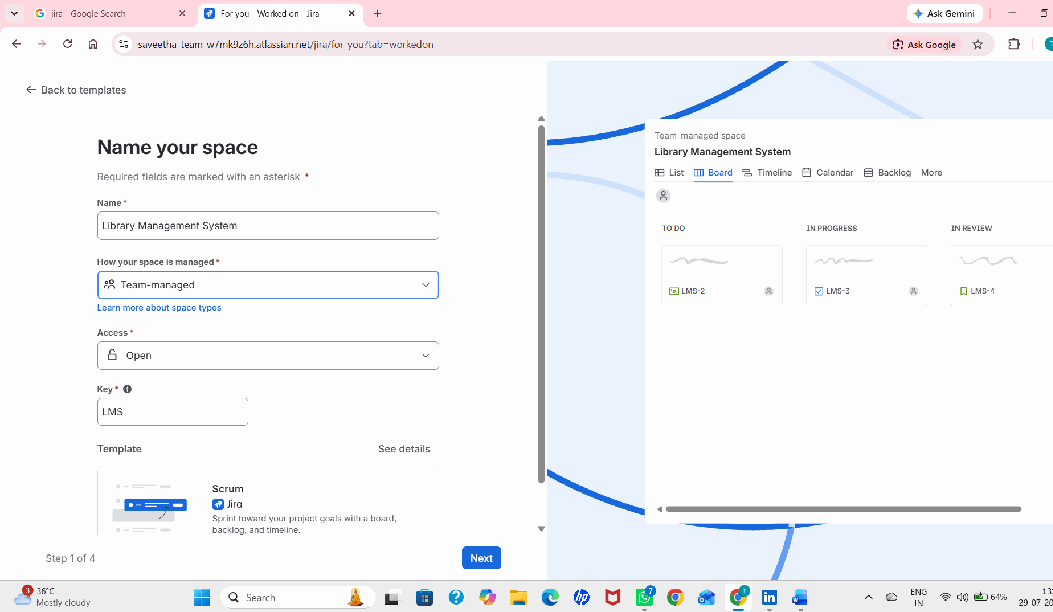 jira - Google Search
For you - Worked on - Jira
Ask Gemini
saveetha-team-w7mk9z6h.atlassian.net/jira/for-you?tab=workedon
Ask Google
Back to templates
Name your space
Required fields are marked with an asterisk *
Name *
Library Management System
How your space is managed *
Team-managed
Learn more about space types
Access *
Open
Key *
LMS
Template
See details
Scrum
Jira
Sprint toward your project goals with a board,
backlog, and timeline.
Step 1 of 4
Next
Team-managed space
Library Management System
List Board Timeline Calendar Backlog More
TO DO IN PROGRESS IN REVIEW
LMS-2 LMS-3 LMS-4
3
36°C
Mostly cloudy
Search
7
1
ENG
IN
64%